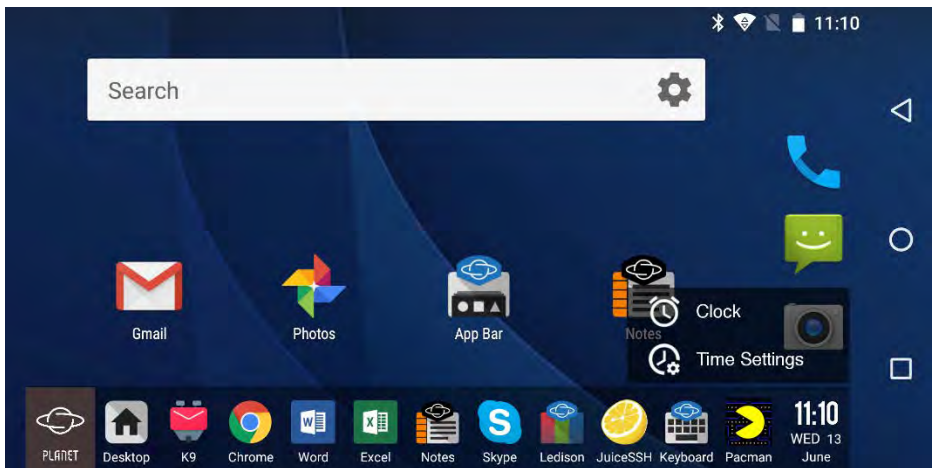 11:10
Search
Gmail
Photos
App Bar
Notes
Clock
Time Settings
PLANET
Desktop
K9
Chrome
W
Word
X
Excel
Notes
S
Skype
Ledison
JuiceSSH
Keyboard
Pacman
11:10
WED 13
June